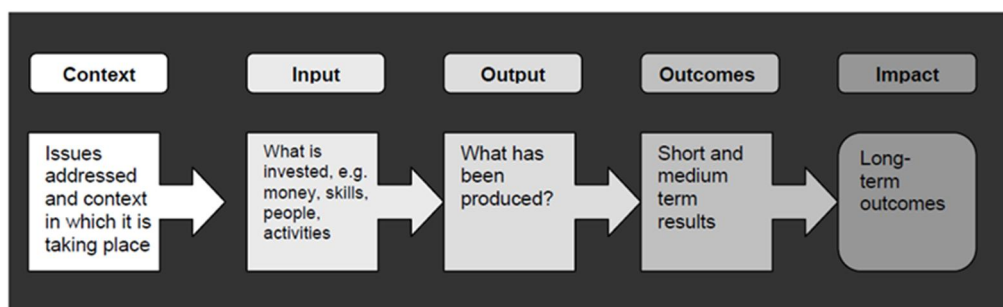 Context
Input
Output
Outcomes
Impact
Issues
addressed
and context
in which it is
taking place
What is
invested, e.g.
money, skills,
people,
activities
What has
been
produced?
Short and
medium
term
results
Long-
term
outcomes